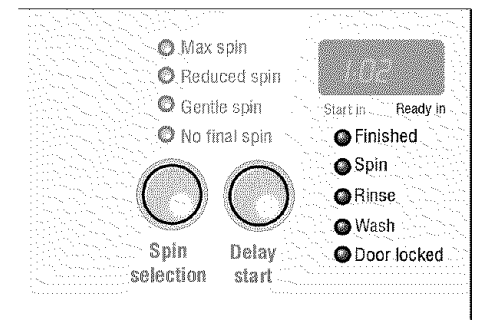 Max spin
Reduced spin
Gentle spin
No final spin
1:02
Start in
Ready in
Finished
Spin
Rinse
Wash
Door locked
Spin
selection
Delay
start